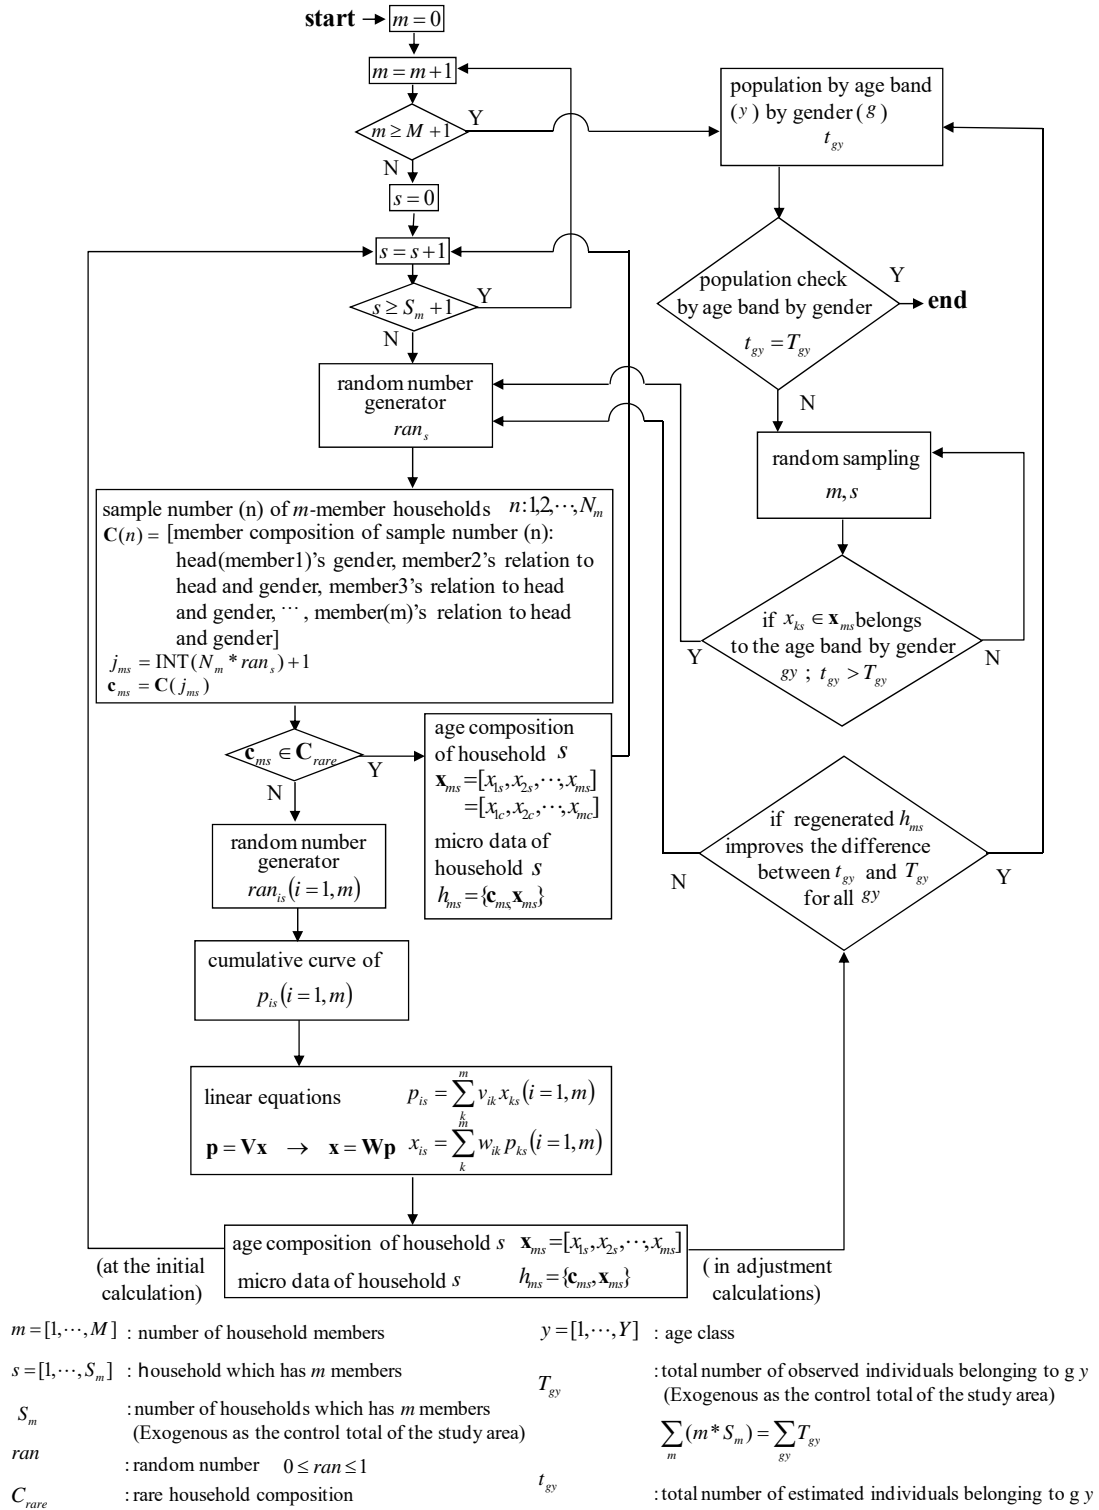 start
m = 0
m = m + 1
m ≥ M + 1
Y
N
s = 0
s = s + 1
s ≥ S_m + 1
Y
N
random number
generator
ran_s
sample number (n) of m-member households n:1,2,⋯,N_m
C(n) = [member composition of sample number (n):
head(member1)'s gender, member2's relation to
head and gender, member3's relation to head
and gender, ⋯ , member(m)'s relation to head
and gender]
j_ms = INT(N_m * ran_s) + 1
c_ms = C(j_ms)
c_ms ∈ C_rare
Y
N
age composition
of household s
x_ms = [x_1s, x_2s, ⋯, x_ms]
= [x_1c, x_2c, ⋯, x_mc]
micro data of
household s
h_ms = {c_ms, x_ms}
random number
generator
ran_is (i = 1, m)
cumulative curve of
p_is (i = 1, m)
linear equations p_is = ∑_k^m v_ik x_ks (i = 1, m)
p = Vx → x = Wp x_is = ∑_k^m w_ik p_ks (i = 1, m)
age composition of household s x_ms = [x_1s, x_2s, ⋯, x_ms]
micro data of household s h_ms = {c_ms, x_ms}
(at the initial
calculation)
(in adjustment
calculations)
population by age band
(y) by gender (g)
t_gy
population check
by age band by gender
t_gy = T_gy
Y
end
N
random sampling
m, s
if x_ks ∈ x_ms belongs
to the age band by gender
gy ; t_gy > T_gy
Y
N
if regenerated h_ms
improves the difference
between t_gy and T_gy
for all gy
N
Y
m = [1, ⋯, M] : number of household members
s = [1, ⋯, S_m] : household which has m members
S_m : number of households which has m members
(Exogenous as the control total of the study area)
ran : random number 0 ≤ ran ≤ 1
C_rare : rare household composition
y = [1, ⋯, Y] : age class
T_gy : total number of observed individuals belonging to g y
(Exogenous as the control total of the study area)
∑_m (m * S_m) = ∑_gy T_gy
t_gy : total number of estimated individuals belonging to g y